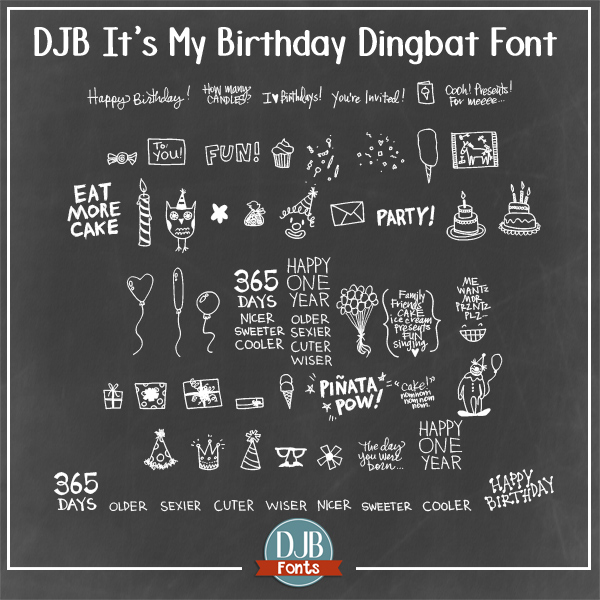 DJB It's My Birthday Dingbat Font
Happy Birthday!
How many
CANDLES?
I ♥ Birthdays!
You're Invited!
Oooh! Presents!
For meeee...
To:
YOU!
FUN!
EAT
MORE
CAKE
PARTY!
365
DAYS
NICER
SWEETER
COOLER
HAPPY
ONE
YEAR
OLDER
SEXIER
CUTER
WISER
Family
Friends
CAKE
ice cream
presents
FUN
singing
♥
ME
WANTZ
MOR
PRZNTZ
PLZ-
PIÑATA
POW!
"Cake!"
nomnom
nom nom
nom.
the day
you were
born...
HAPPY
ONE
YEAR
365
DAYS
OLDER SEXIER CUTER WISER NICER SWEETER COOLER
HAPPY
BIRTHDAY
DJB
Fonts